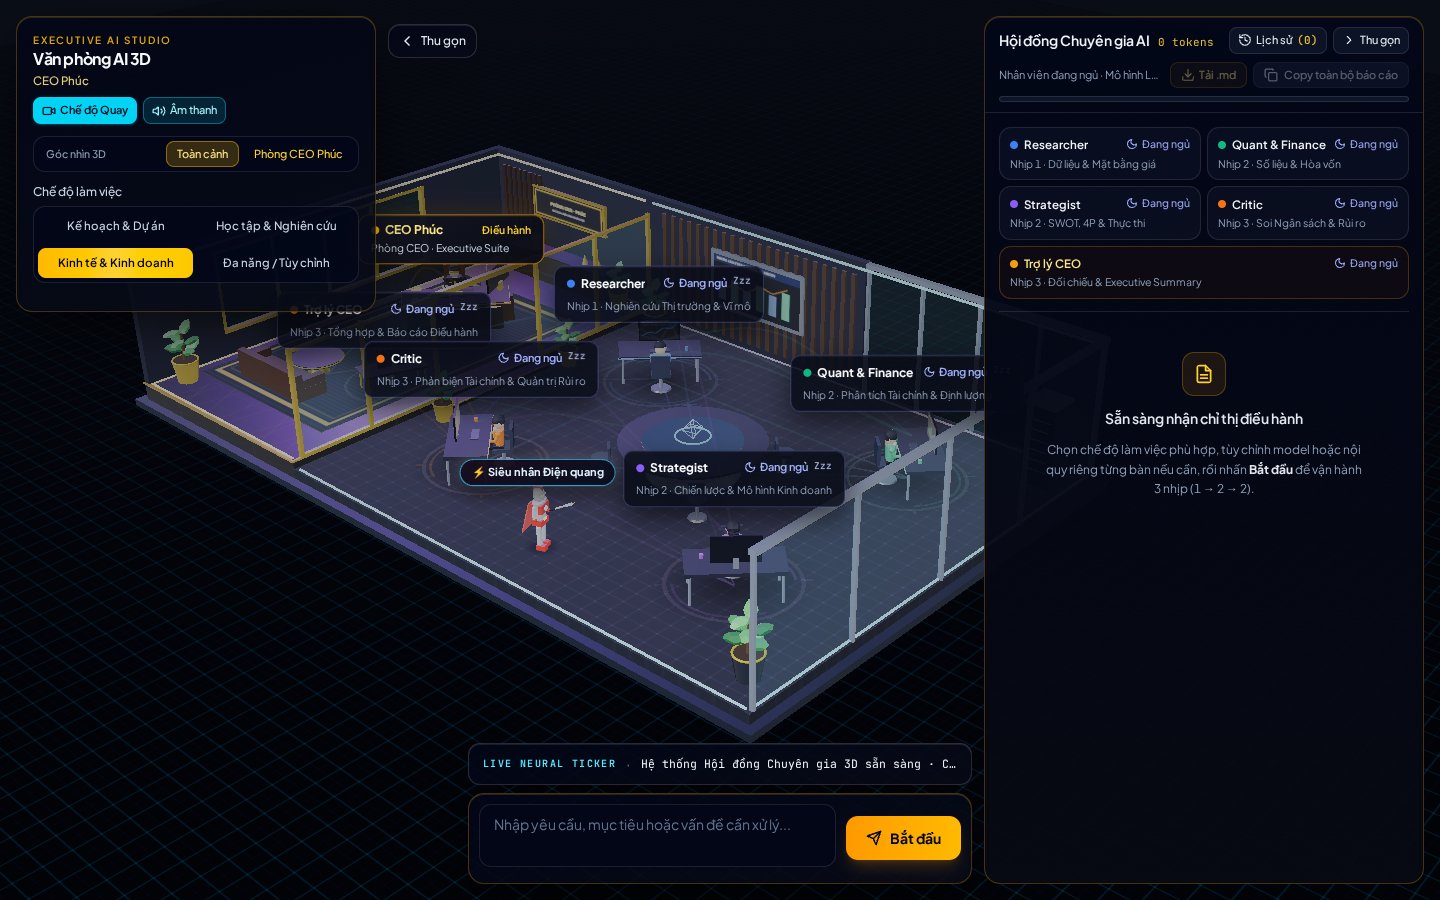 EXECUTIVE AI STUDIO
Văn phòng AI 3D
CEO Phúc
Chế độ Quay
Âm thanh
Góc nhìn 3D
Toàn cảnh
Phòng CEO Phúc
Chế độ làm việc
Kế hoạch & Dự án
Học tập & Nghiên cứu
Kinh tế & Kinh doanh
Đa năng / Tùy chỉnh
Thu gọn
CEO Phúc Điều hành
Phòng CEO · Executive Suite
Trợ lý CEO Đang ngủ Zzz
Nhịp 3 · Tổng hợp & Báo cáo Điều hành
Researcher Đang ngủ Zzz
Nhịp 1 · Nghiên cứu Thị trường & Vĩ mô
Critic Đang ngủ Zzz
Nhịp 3 · Phản biện Tài chính & Quản trị Rủi ro
Quant & Finance Đang ngủ
Nhịp 2 · Phân tích Tài chính & Định lượn
⚡ Siêu nhân Điện quang
Strategist Đang ngủ Zzz
Nhịp 2 · Chiến lược & Mô hình Kinh doanh
LIVE NEURAL TICKER · Hệ thống Hội đồng Chuyên gia 3D sẵn sàng · C…
Nhập yêu cầu, mục tiêu hoặc vấn đề cần xử lý...
Bắt đầu
Hội đồng Chuyên gia AI 0 tokens
Lịch sử (0)
Thu gọn
Nhân viên đang ngủ · Mô hình L…
Tải .md
Copy toàn bộ báo cáo
Researcher Đang ngủ
Nhịp 1 · Dữ liệu & Mặt bằng giá
Quant & Finance Đang ngủ
Nhịp 2 · Số liệu & Hòa vốn
Strategist Đang ngủ
Nhịp 2 · SWOT, 4P & Thực thi
Critic Đang ngủ
Nhịp 3 · Soi Ngân sách & Rủi ro
Trợ lý CEO Đang ngủ
Nhịp 3 · Đối chiếu & Executive Summary
Sẵn sàng nhận chỉ thị điều hành
Chọn chế độ làm việc phù hợp, tùy chỉnh model hoặc nội
quy riêng từng bàn nếu cần, rồi nhấn Bắt đầu để vận hành
3 nhịp (1 → 2 → 2).